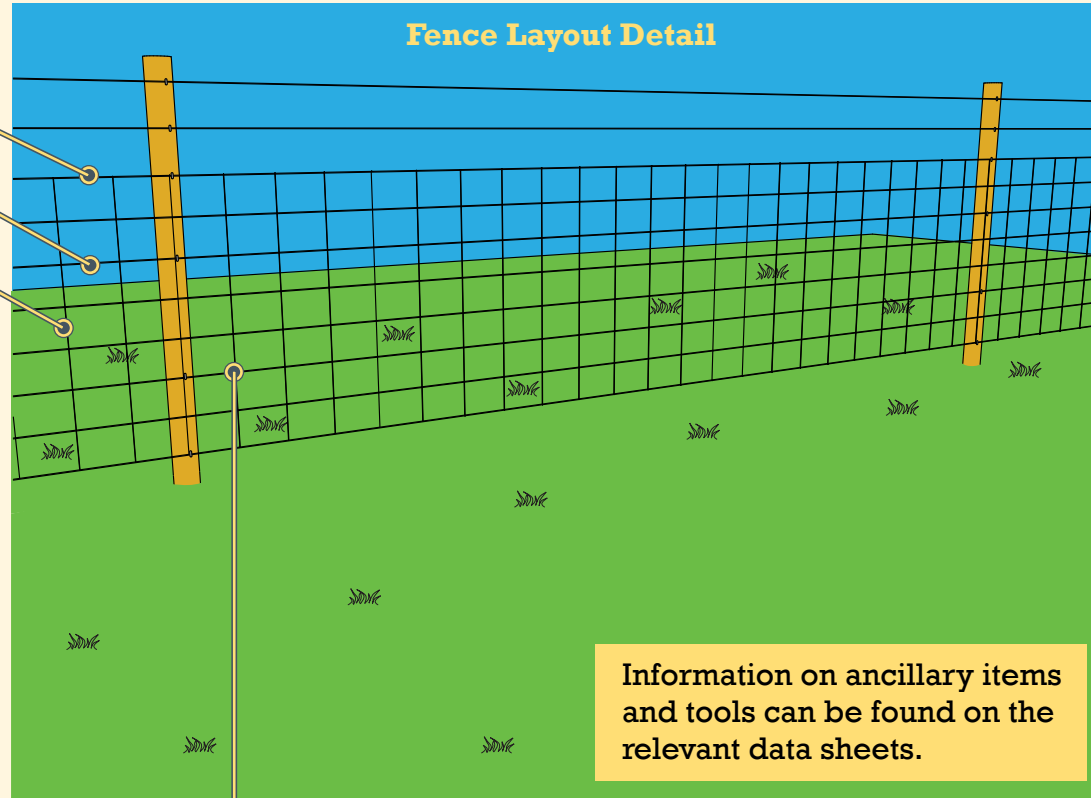 Fence Layout Detail
Information on ancillary items
and tools can be found on the
relevant data sheets.